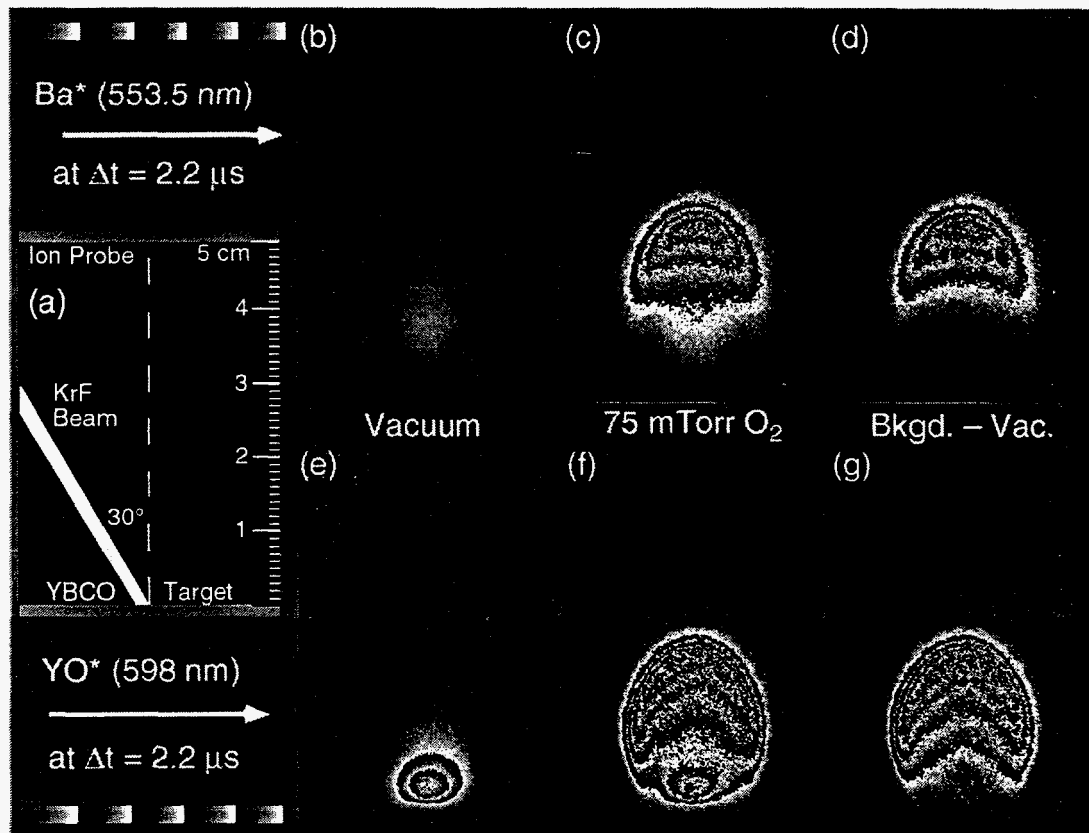 (b)
(c)
(d)
Ba* (553.5 nm)
at Δt = 2.2 μs
Ion Probe
5 cm
(a)
4
KrF
Beam
3
2
30°
1
YBCO
Target
Vacuum
75 mTorr O₂
Bkgd. – Vac.
(e)
(f)
(g)
YO* (598 nm)
at Δt = 2.2 μs